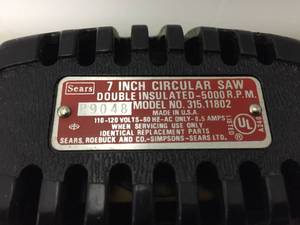 Sears
7 INCH CIRCULAR SAW
DOUBLE INSULATED-5000 R.P.M.
9048 MODEL NO. 315.11802
MADE IN U.S.A.
110-120 VOLTS-60 HZ-AC ONLY-8.5 AMPS
WHEN SERVICING USE ONLY
IDENTICAL REPLACEMENT PARTS
SEARS, ROEBUCK AND CO.-SIMPSONS-SEARS LTD.
LISTED
UL